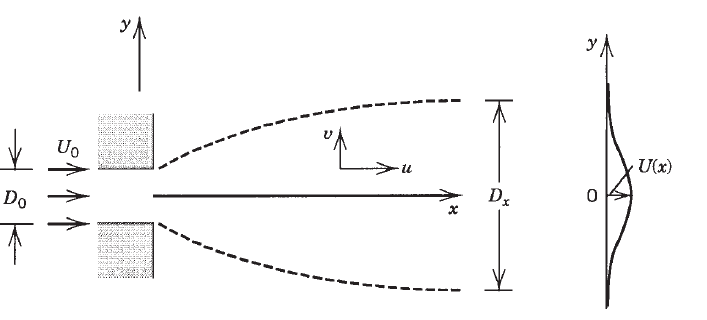 y
y
U₀
v
u
U(x)
D₀
x
Dₓ
0